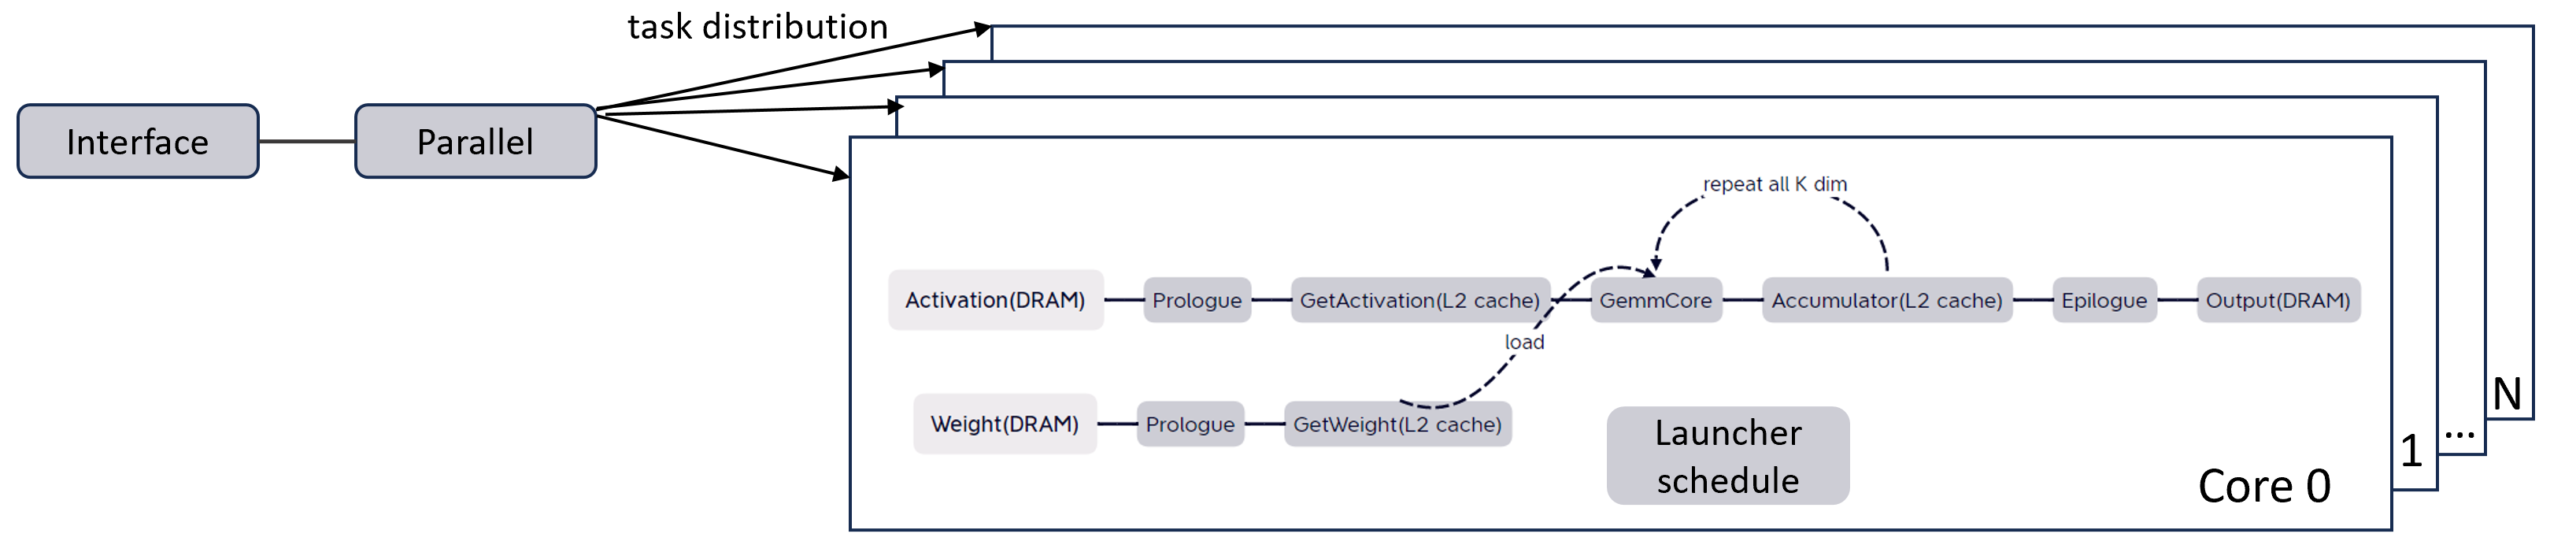 task distribution
Interface
Parallel
repeat all K dim
Activation(DRAM)
Prologue
GetActivation(L2 cache)
GemmCore
Accumulator(L2 cache)
Epilogue
Output(DRAM)
load
Weight(DRAM)
Prologue
GetWeight(L2 cache)
Launcher
schedule
Core 0
1
...
N